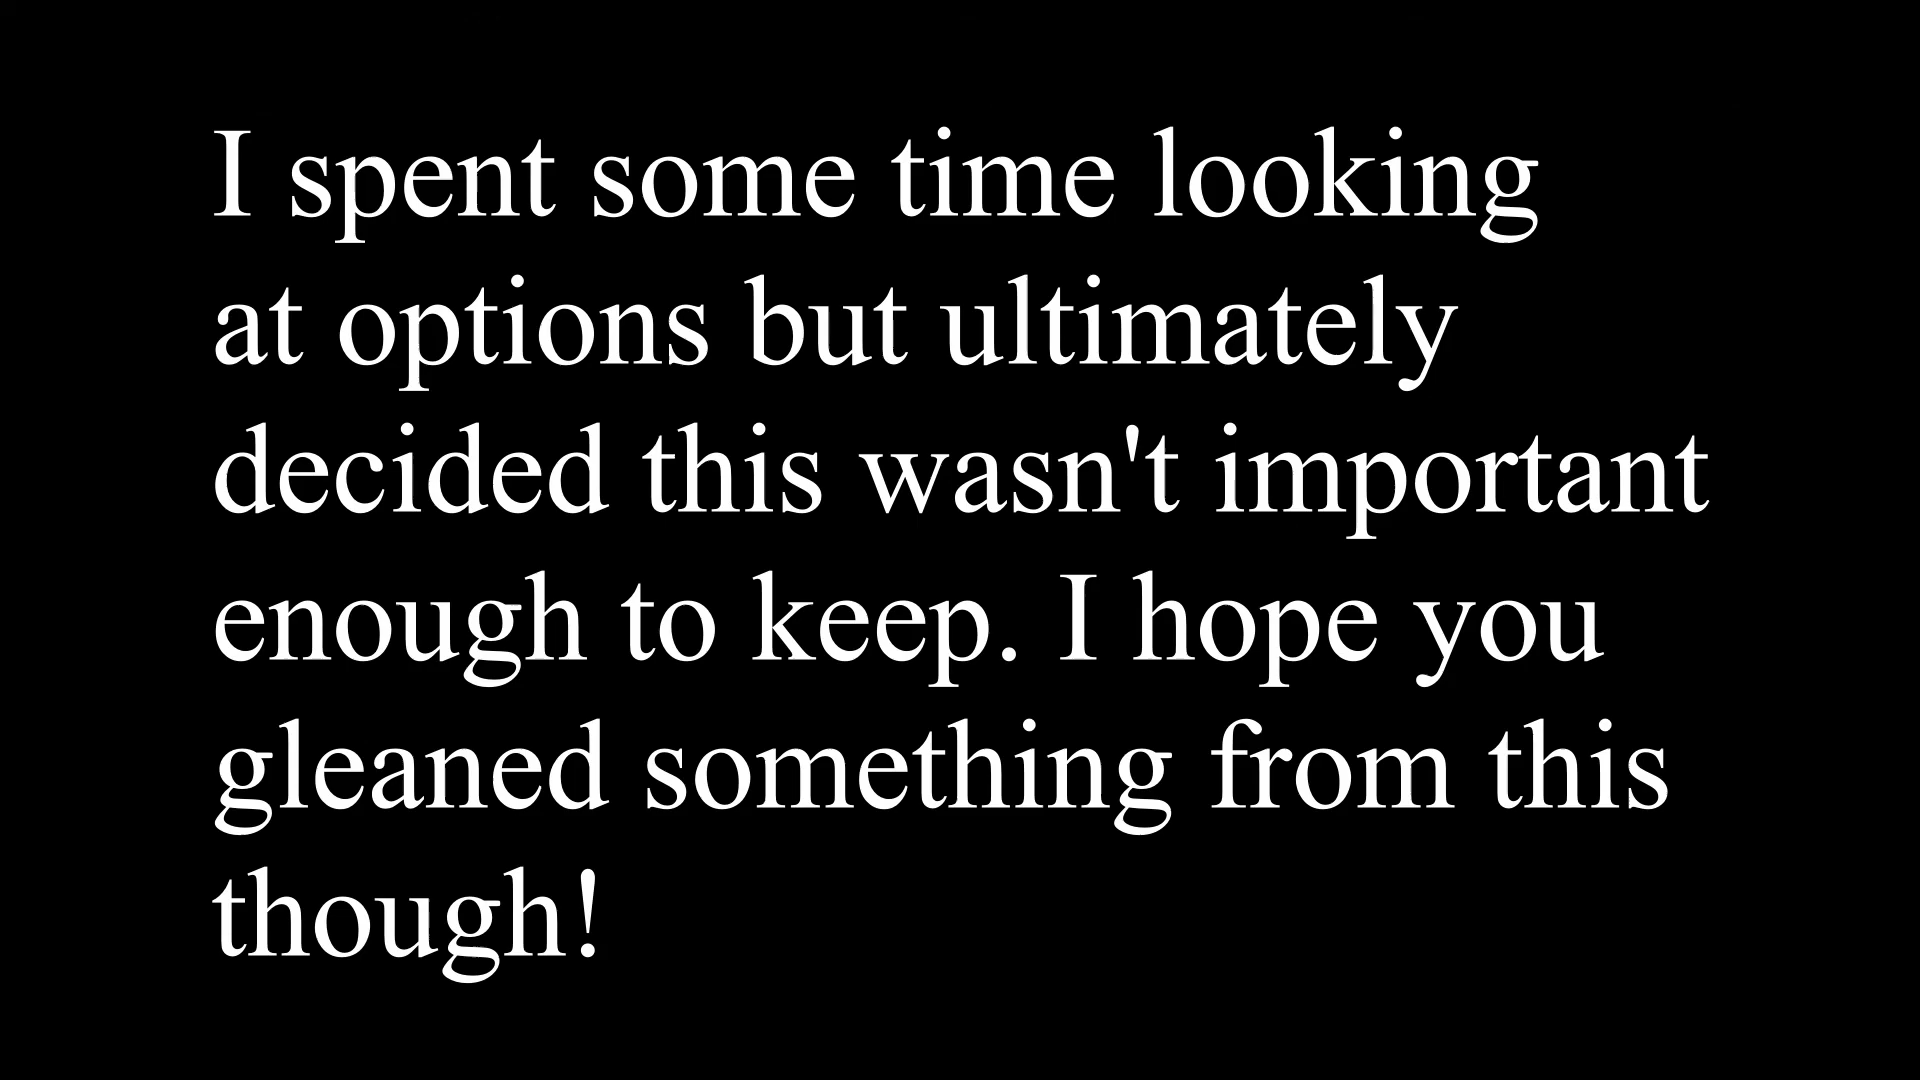 I spent some time looking
at options but ultimately
decided this wasn't important
enough to keep. I hope you
gleaned something from this
though!